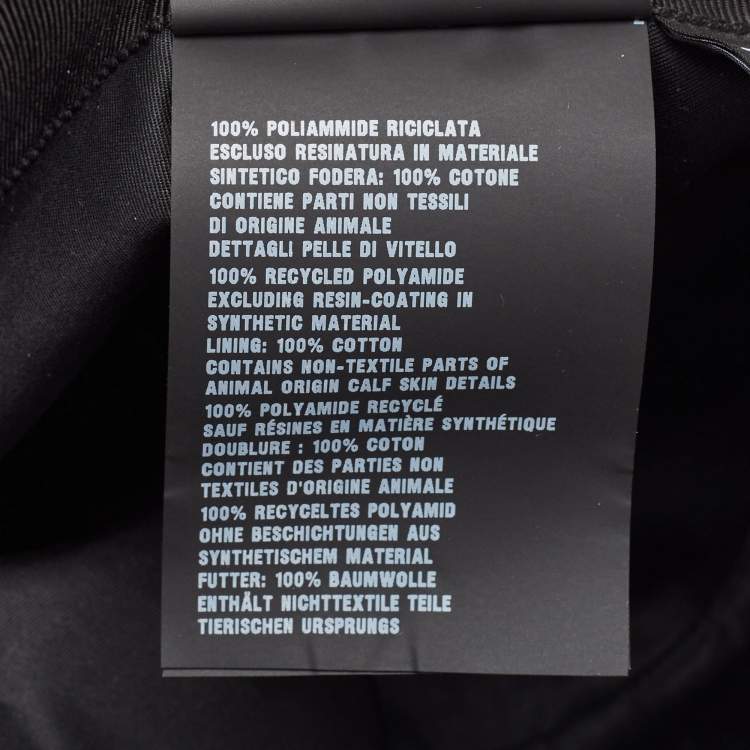 100% POLIAMMIDE RICICLATA
ESCLUSO RESINATURA IN MATERIALE
SINTETICO FODERA: 100% COTONE
CONTIENE PARTI NON TESSILI
DI ORIGINE ANIMALE
DETTAGLI PELLE DI VITELLO
100% RECYCLED POLYAMIDE
EXCLUDING RESIN-COATING IN
SYNTHETIC MATERIAL
LINING: 100% COTTON
CONTAINS NON-TEXTILE PARTS OF
ANIMAL ORIGIN CALF SKIN DETAILS
100% POLYAMIDE RECYCLÉ
SAUF RÉSINES EN MATIÈRE SYNTHÉTIQUE
DOUBLURE : 100% COTON
CONTIENT DES PARTIES NON
TEXTILES D'ORIGINE ANIMALE
100% RECYCELTES POLYAMID
OHNE BESCHICHTUNGEN AUS
SYNTHETISCHEM MATERIAL
FUTTER: 100% BAUMWOLLE
ENTHÄLT NICHTTEXTILE TEILE
TIERISCHEN URSPRUNGS